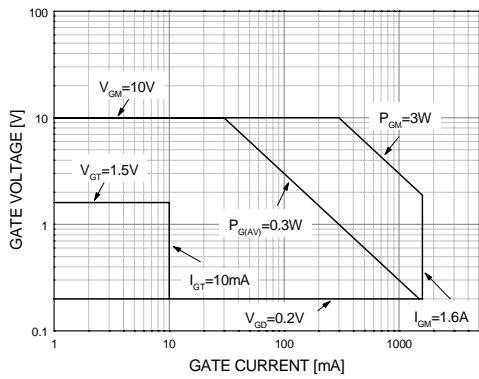 100
V_GM=10V
P_GM=3W
10
V_GT=1.5V
GATE VOLTAGE [V]
1
P_G(AV)=0.3W
I_GT=10mA
V_GD=0.2V
I_GM=1.6A
0.1
1
10
100
1000
GATE CURRENT [mA]